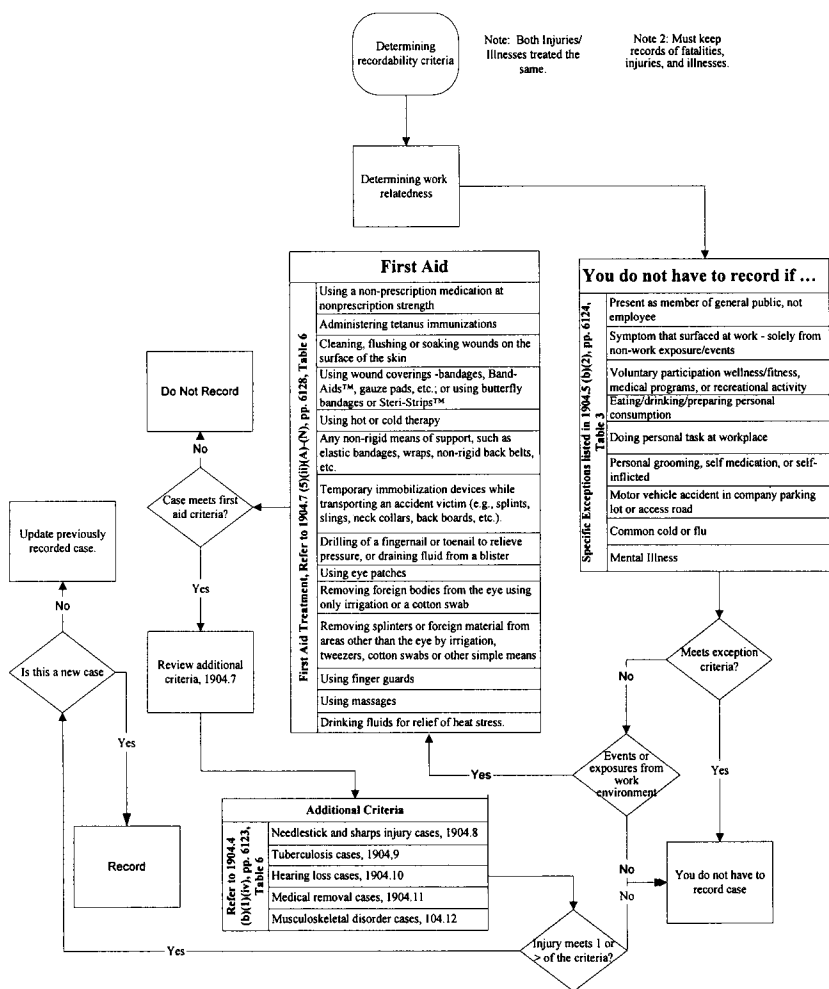 Determining
recordability criteria
Note: Both Injuries/
Illnesses treated the
same.
Note 2: Must keep
records of fatalities,
injuries, and illnesses.
Determining work
relatedness
First Aid
First Aid Treatment, Refer to 1904.7 (5)(ii)(A)-(N), pp. 6128, Table 6
Using a non-prescription medication at
nonprescription strength
Administering tetanus immunizations
Cleaning, flushing or soaking wounds on the
surface of the skin
Using wound coverings -bandages, Band-
Aids™, gauze pads, etc.; or using butterfly
bandages or Steri-Strips™
Using hot or cold therapy
Any non-rigid means of support, such as
elastic bandages, wraps, non-rigid back belts,
etc.
Temporary immobilization devices while
transporting an accident victim (e.g., splints,
slings, neck collars, back boards, etc.).
Drilling of a fingernail or toenail to relieve
pressure, or draining fluid from a blister
Using eye patches
Removing foreign bodies from the eye using
only irrigation or a cotton swab
Removing splinters or foreign material from
areas other than the eye by irrigation,
tweezers, cotton swabs or other simple means
Using finger guards
Using massages
Drinking fluids for relief of heat stress.
You do not have to record if ...
Specific Exceptions listed in 1904.5 (b)(2), pp. 6124,
Table 3
Present as member of general public, not
employee
Symptom that surfaced at work - solely from
non-work exposure/events
Voluntary participation wellness/fitness,
medical programs, or recreational activity
Eating/drinking/preparing personal
consumption
Doing personal task at workplace
Personal grooming, self medication, or self-
inflicted
Motor vehicle accident in company parking
lot or access road
Common cold or flu
Mental Illness
Do Not Record
No
Case meets first
aid criteria?
Yes
Update previously
recorded case.
No
Is this a new case
Yes
Record
Review additional
criteria, 1904.7
Meets exception
criteria?
No
Yes
Events or
exposures from
work
environment
Yes
No
No
You do not have to
record case
Additional Criteria
Refer to 1904.4
(b)(1)(iv), pp. 6123,
Table 6
Needlestick and sharps injury cases, 1904.8
Tuberculosis cases, 1904,9
Hearing loss cases, 1904.10
Medical removal cases, 1904.11
Musculoskeletal disorder cases, 104.12
Injury meets 1 or
> of the criteria?
Yes